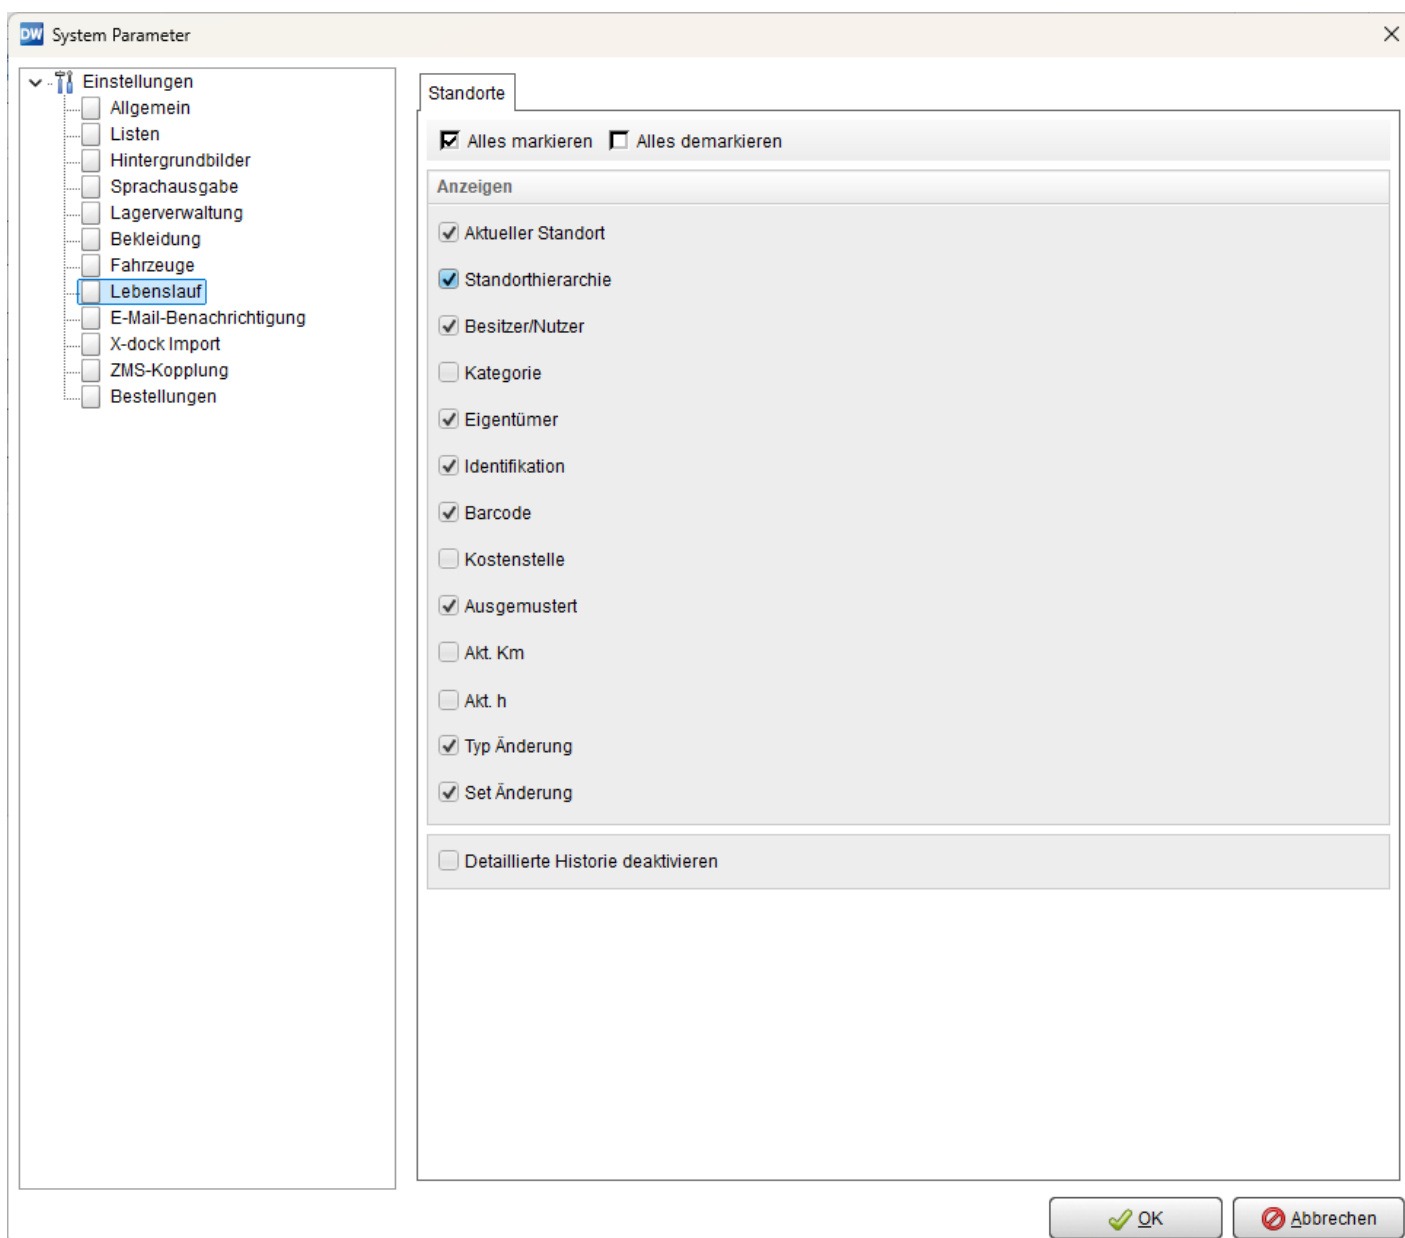 DW System Parameter
Einstellungen
Allgemein
Listen
Hintergrundbilder
Sprachausgabe
Lagerverwaltung
Bekleidung
Fahrzeuge
Lebenslauf
E-Mail-Benachrichtigung
X-dock Import
ZMS-Kopplung
Bestellungen
Standorte
Alles markieren Alles demarkieren
Anzeigen
Aktueller Standort
Standorthierarchie
Besitzer/Nutzer
Kategorie
Eigentümer
Identifikation
Barcode
Kostenstelle
Ausgemustert
Akt. Km
Akt. h
Typ Änderung
Set Änderung
Detaillierte Historie deaktivieren
OK Abbrechen